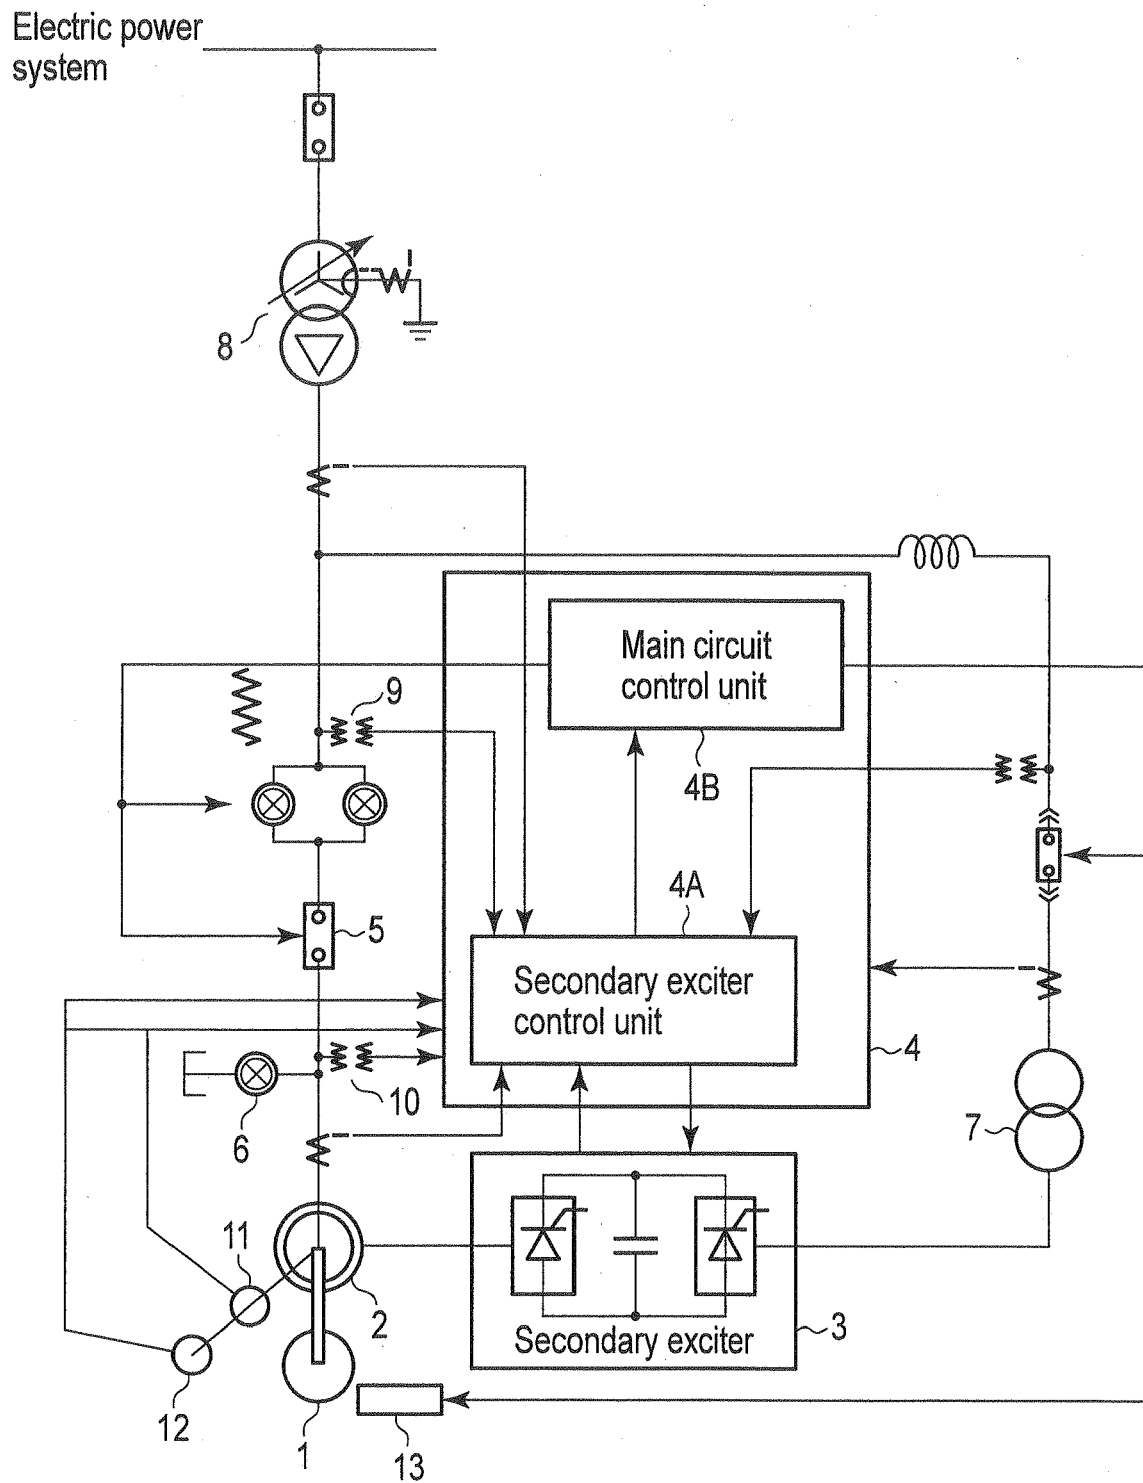 Electric power
system
8
Main circuit
control unit
9
4B
4A
5
Secondary exciter
control unit
4
10
6
7
11
2
Secondary exciter
3
12
1
13